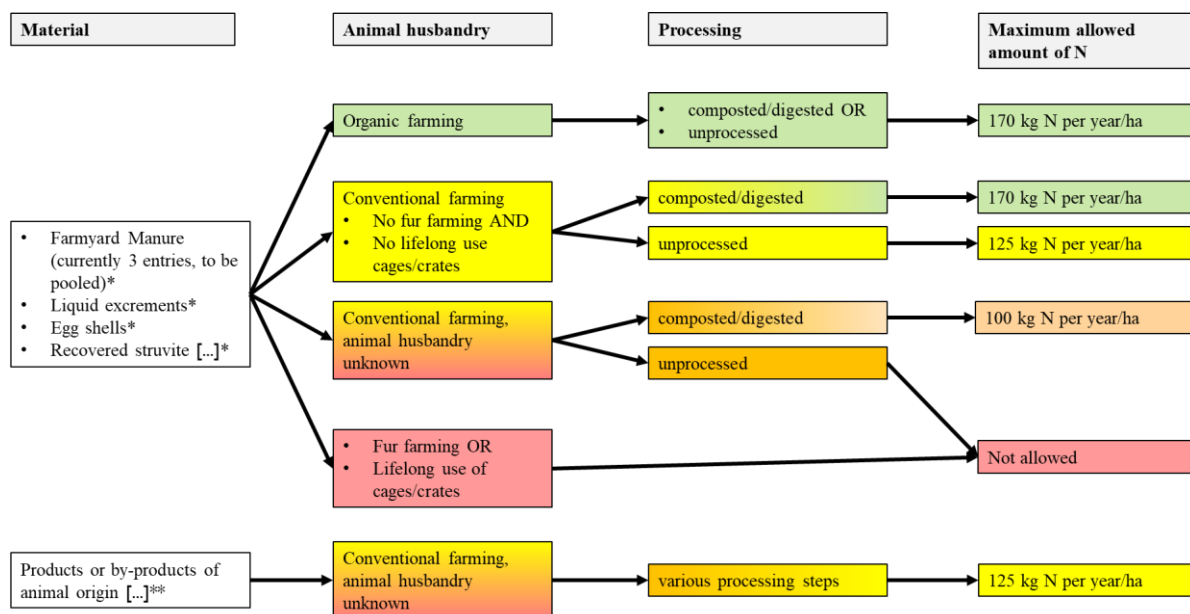 Material
Animal husbandry
Processing
Maximum allowed
amount of N
Organic farming
• composted/digested OR
• unprocessed
170 kg N per year/ha
Conventional farming
• No fur farming AND
• No lifelong use
cages/crates
composted/digested
170 kg N per year/ha
unprocessed
125 kg N per year/ha
• Farmyard Manure
(currently 3 entries, to be
pooled)*
• Liquid excrements*
• Egg shells*
• Recovered struvite [...]*
Conventional farming,
animal husbandry
unknown
composted/digested
100 kg N per year/ha
unprocessed
• Fur farming OR
• Lifelong use of
cages/crates
Not allowed
Products or by-products of
animal origin [...]**
Conventional farming,
animal husbandry
unknown
various processing steps
125 kg N per year/ha